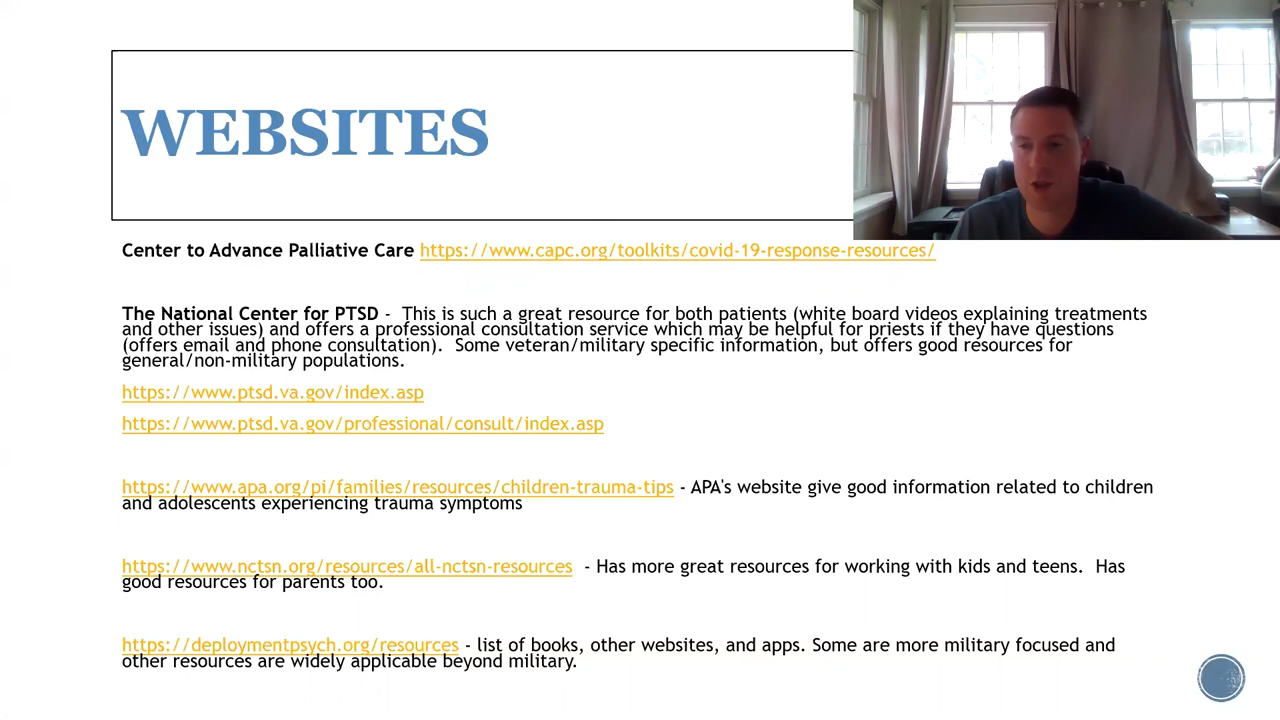 WEBSITES
Center to Advance Palliative Care https://www.capc.org/toolkits/covid-19-response-resources/
The National Center for PTSD - This is such a great resource for both patients (white board videos explaining treatments
and other issues) and offers a professional consultation service which may be helpful for priests if they have questions
(offers email and phone consultation). Some veteran/military specific information, but offers good resources for
general/non-military populations.
https://www.ptsd.va.gov/index.asp
https://www.ptsd.va.gov/professional/consult/index.asp
https://www.apa.org/pi/families/resources/children-trauma-tips - APA's website give good information related to children
and adolescents experiencing trauma symptoms
https://www.nctsn.org/resources/all-nctsn-resources - Has more great resources for working with kids and teens. Has
good resources for parents too.
https://deploymentpsych.org/resources - list of books, other websites, and apps. Some are more military focused and
other resources are widely applicable beyond military.